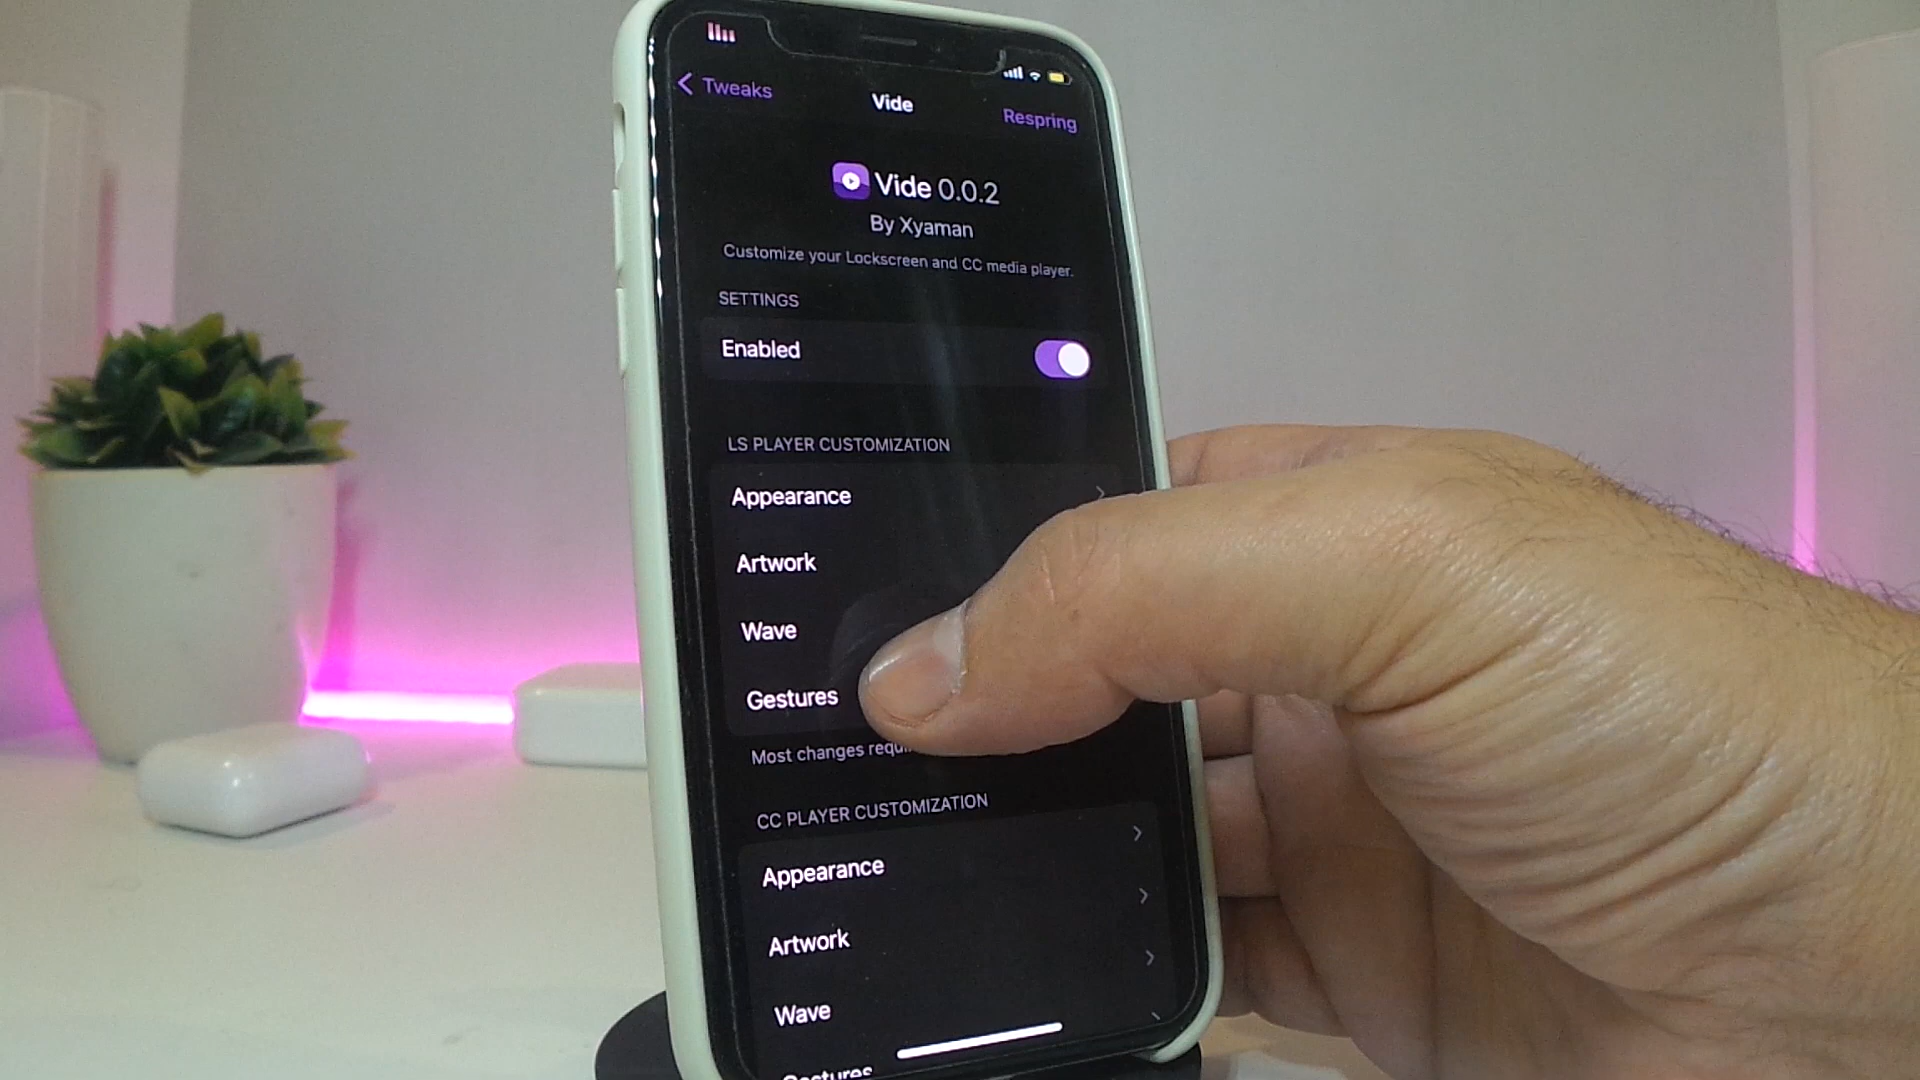 Tweaks
Vide
Respring
Vide 0.0.2
By Xyaman
Customize your Lockscreen and CC media player.
SETTINGS
Enabled
LS PLAYER CUSTOMIZATION
Appearance
Artwork
Wave
Gestures
Most changes
CC PLAYER CUSTOMIZATION
Appearance
Artwork
Wave
Gestures